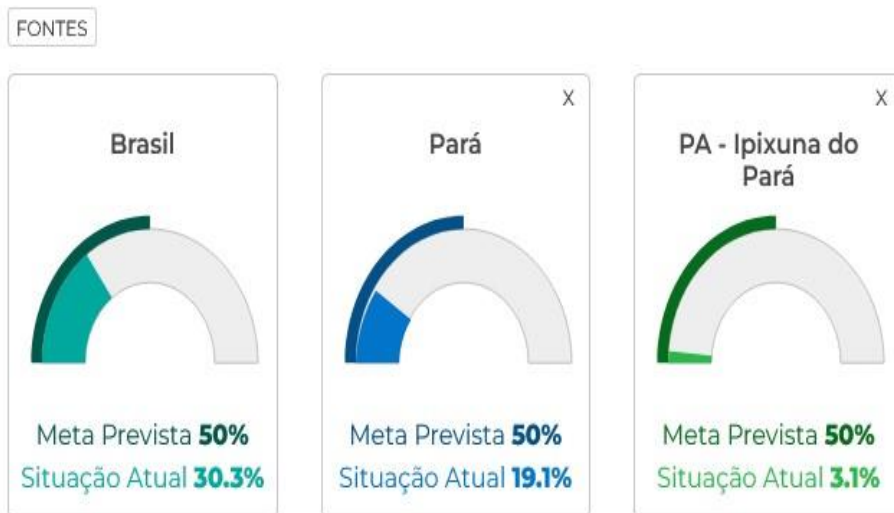 FONTES
Brasil
Meta Prevista 50%
Situação Atual 30.3%
X
Pará
Meta Prevista 50%
Situação Atual 19.1%
X
PA - Ipixuna do
Pará
Meta Prevista 50%
Situação Atual 3.1%